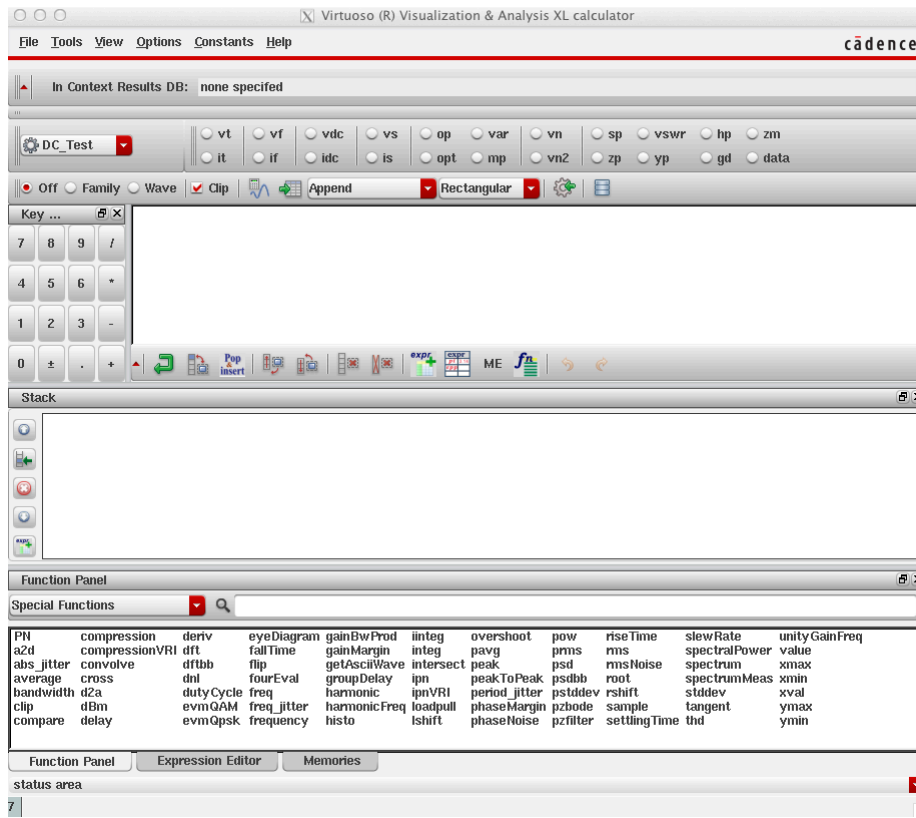 Virtuoso (R) Visualization & Analysis XL calculator
File Tools View Options Constants Help
cādence
In Context Results DB: none specifed
DC_Test
vt vf vdc vs op var vn sp vswr hp zm
it if idc is opt mp vn2 zp yp gd data
Off Family Wave Clip Append Rectangular
Key ...
7 8 9 /
4 5 6 *
1 2 3 -
0 ± . +
Pop insert expr expr ME fn
Stack
expr
Function Panel
Special Functions
PN compression deriv eyeDiagram gainBwProd iinteg overshoot pow riseTime slewRate unityGainFreq
a2d compressionVRI dft fallTime gainMargin integ pavg prms rms spectralPower value
abs_jitter convolve dftbb flip getAsciiWave intersect peak psd rmsNoise spectrum xmax
average cross dnl fourEval groupDelay ipn peakToPeak psdbb root spectrumMeas xmin
bandwidth d2a dutyCycle freq harmonic ipnVRI period_jitter pstddev rshift stddev xval
clip dBm evmQAM freq_jitter harmonicFreq loadpull phaseMargin pzbode sample tangent ymax
compare delay evmQpsk frequency histo lshift phaseNoise pzfilter settlingTime thd ymin
Function Panel Expression Editor Memories
status area
7